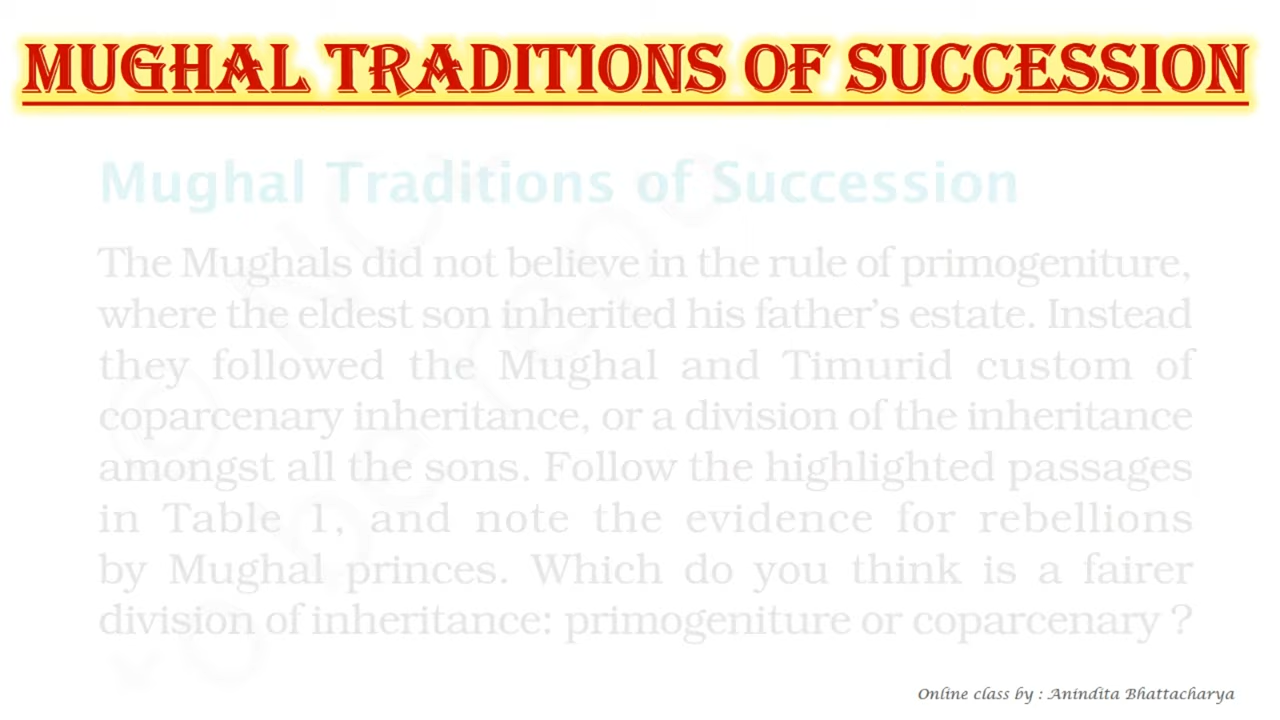 MUGHAL TRADITIONS OF SUCCESSION
Mughal Traditions of Succession
The Mughals did not believe in the rule of primogeniture,
where the eldest son inherited his father's estate. Instead
they followed the Mughal and Timurid custom of
coparcenary inheritance, or a division of the inheritance
amongst all the sons. Follow the highlighted passages
in Table 1, and note the evidence for rebellions
by Mughal princes. Which do you think is a fairer
division of inheritance: primogeniture or coparcenary ?
Online class by : Anindita Bhattacharya